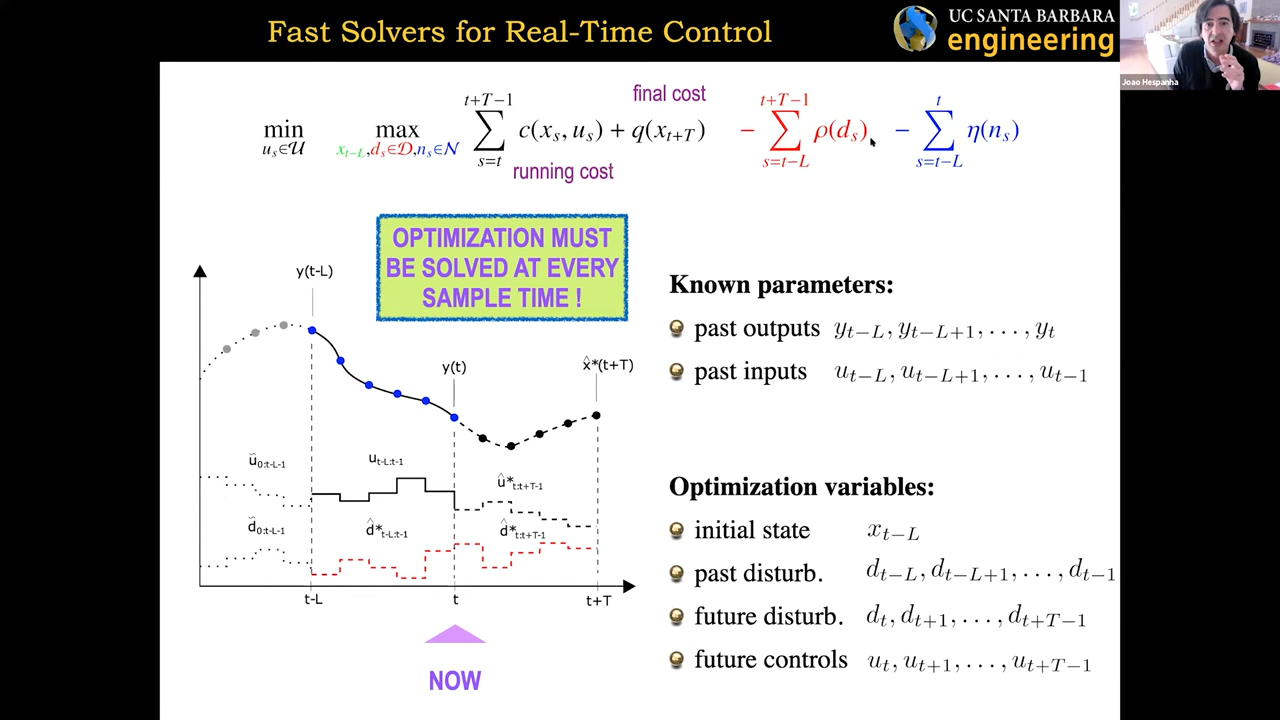 Fast Solvers for Real-Time Control
UC SANTA BARBARA
engineering
Joao Hespanha
final cost
min_{u_s∈𝒰} max_{x_{t−L},d_s∈𝒟,n_s∈𝒩} ∑_{s=t}^{t+T−1} c(x_s, u_s) + q(x_{t+T}) − ∑_{s=t−L}^{t+T−1} ρ(d_s) − ∑_{s=t−L}^{t} η(n_s)
running cost
OPTIMIZATION MUST
BE SOLVED AT EVERY
SAMPLE TIME !
y(t-L)
y(t)
x̂*(t+T)
ŭ_{0:t-L-1}
u_{t-L:t-1}
û*_{t:t+T-1}
d̆_{0:t-L-1}
d̂*_{t-L:t-1}
d̂*_{t:t+T-1}
t-L
t
t+T
NOW
Known parameters:
past outputs y_{t−L}, y_{t−L+1}, . . . , y_t
past inputs u_{t−L}, u_{t−L+1}, . . . , u_{t−1}
Optimization variables:
initial state x_{t−L}
past disturb. d_{t−L}, d_{t−L+1}, . . . , d_{t−1}
future disturb. d_t, d_{t+1}, . . . , d_{t+T−1}
future controls u_t, u_{t+1}, . . . , u_{t+T−1}